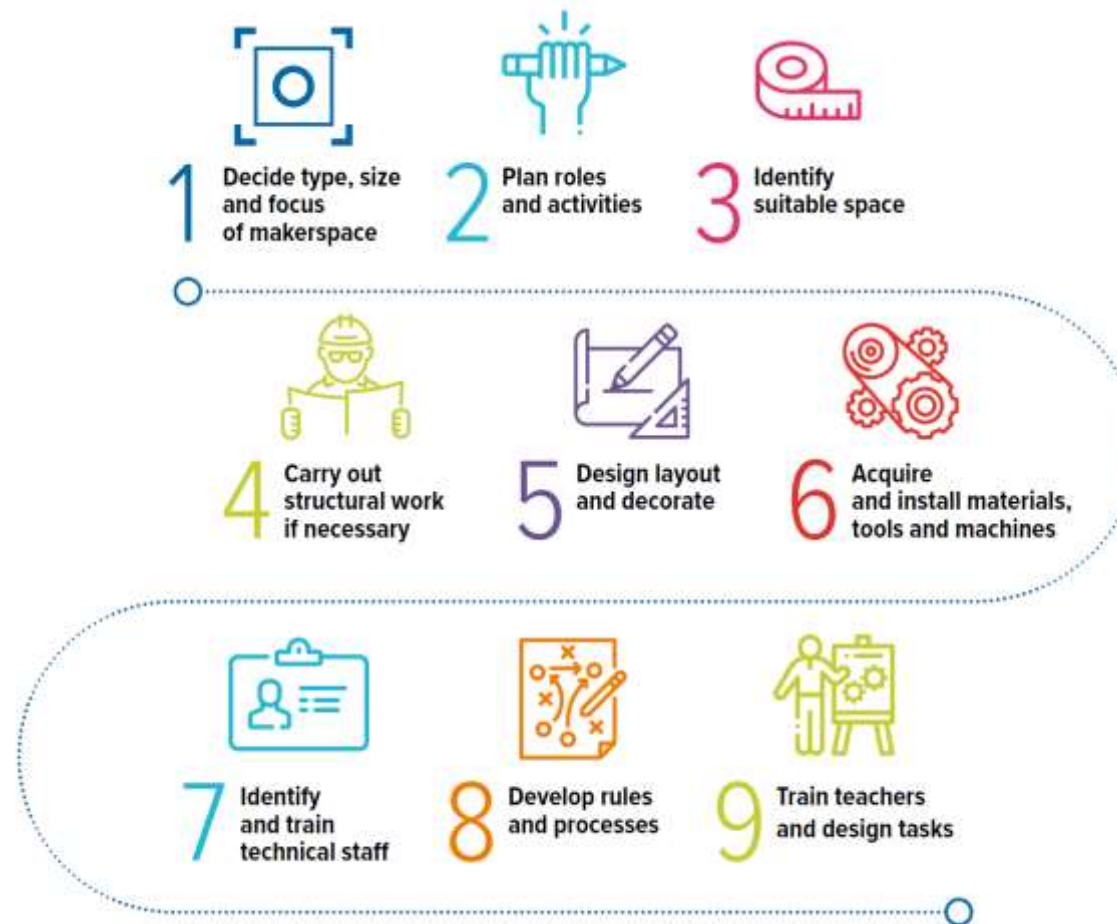 1
Decide type, size
and focus
of makerspace
2
Plan roles
and activities
3
Identify
suitable space
4
Carry out
structural work
if necessary
5
Design layout
and decorate
6
Acquire
and install materials,
tools and machines
7
Identify
and train
technical staff
8
Develop rules
and processes
9
Train teachers
and design tasks